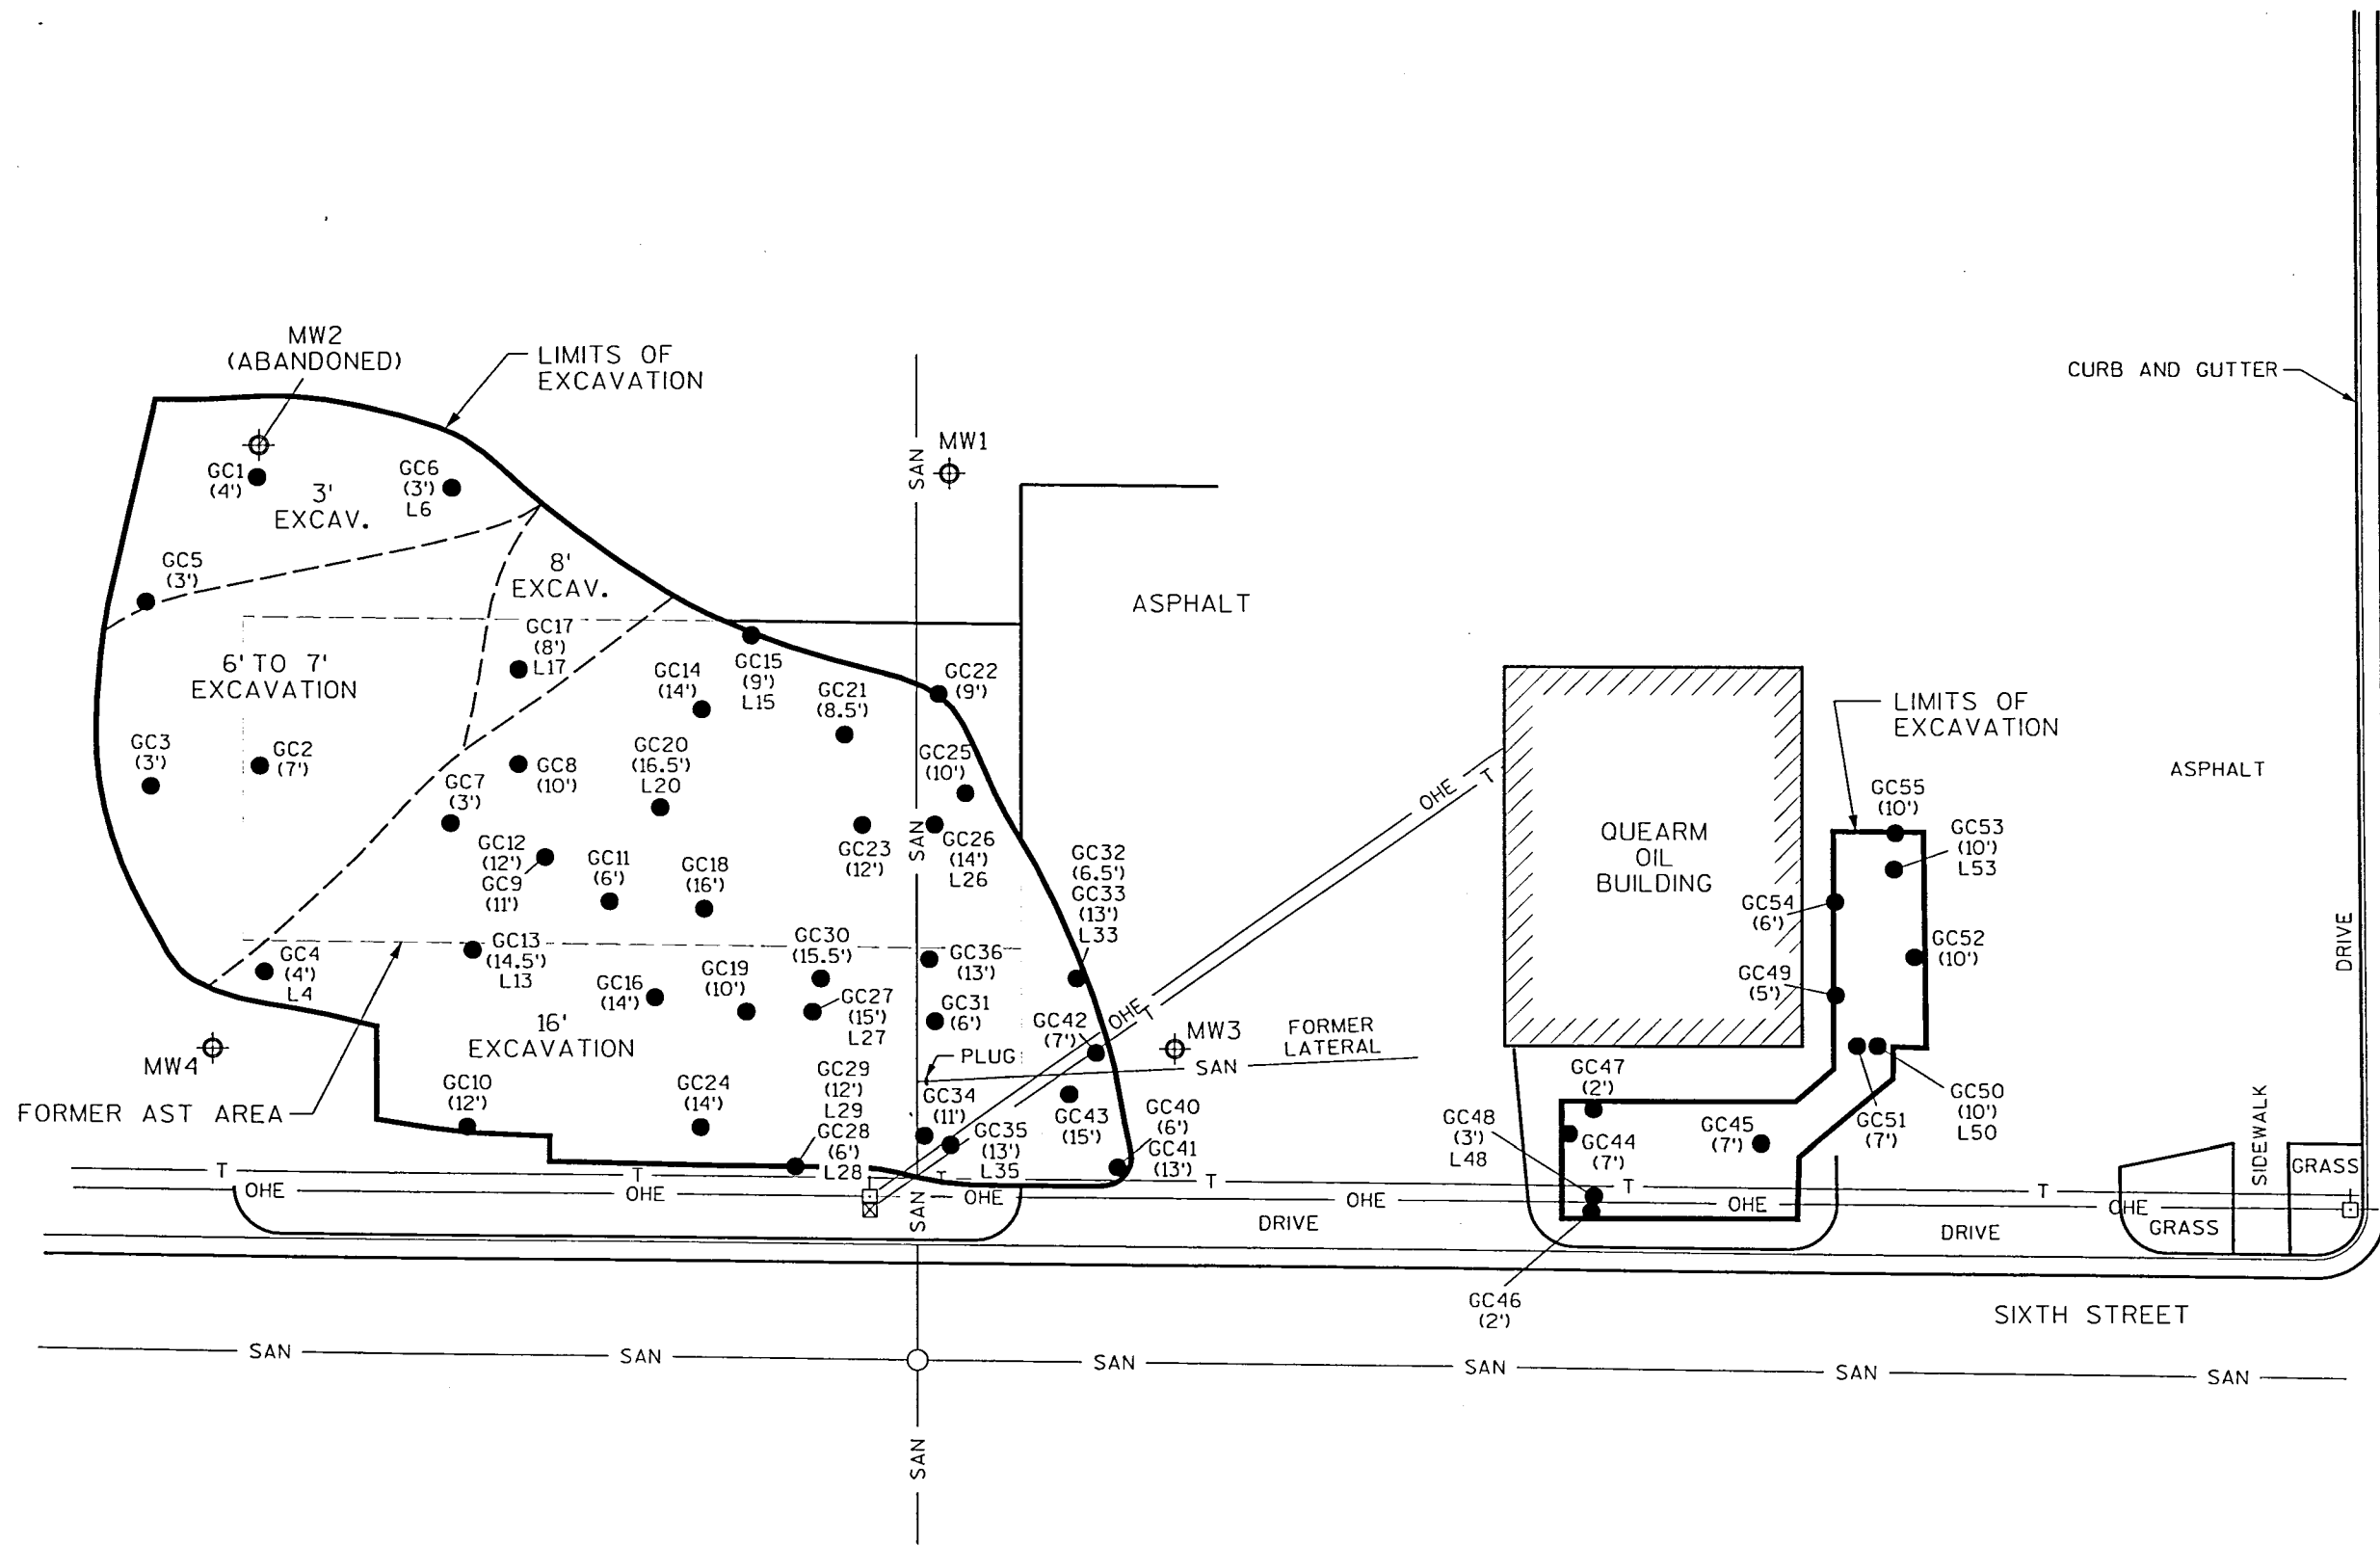 MW2
(ABANDONED)
LIMITS OF
EXCAVATION
CURB AND GUTTER
SAN
MW1
GC1
(4')
3'
EXCAV.
GC6
(3')
L6
GC5
(3')
8'
EXCAV.
ASPHALT
GC17
(8')
L17
6' TO 7'
EXCAVATION
GC14
(14')
GC15
(9')
L15
GC21
(8.5')
GC22
(9')
LIMITS OF
EXCAVATION
GC3
(3')
GC2
(7')
GC7
(3')
GC8
(10')
GC20
(16.5')
L20
GC25
(10')
OHE
T
ASPHALT
GC55
(10')
GC53
(10')
L53
QUEARM
OIL
BUILDING
GC12
(12')
GC9
(11')
GC11
(6')
GC18
(16')
GC23
(12')
SAN
GC26
(14')
L26
GC32
(6.5')
GC33
(13')
L33
GC54
(6')
GC52
(10')
DRIVE
GC4
(4')
L4
GC13
(14.5')
L13
GC16
(14')
GC19
(10')
GC30
(15.5')
GC27
(15')
L27
GC36
(13')
GC31
(6')
GC49
(5')
16'
EXCAVATION
PLUG
GC42
(7')
OHE
T
MW3
FORMER
LATERAL
SAN
MW4
FORMER AST AREA
GC10
(12')
GC24
(14')
GC29
(12')
L29
GC28
(6')
L28
GC34
(11')
GC35
(13')
L35
GC43
(15')
GC40
(6')
GC41
(13')
GC47
(2')
GC48
(3')
L48
GC44
(7')
GC45
(7')
GC51
(7')
GC50
(10')
L50
SIDEWALK
GRASS
GRASS
T
T
T
T
T
T
OHE
OHE
OHE
OHE
OHE
OHE
SAN
DRIVE
DRIVE
GC46
(2')
SIXTH STREET
SAN
SAN
SAN
SAN
SAN
SAN
SAN